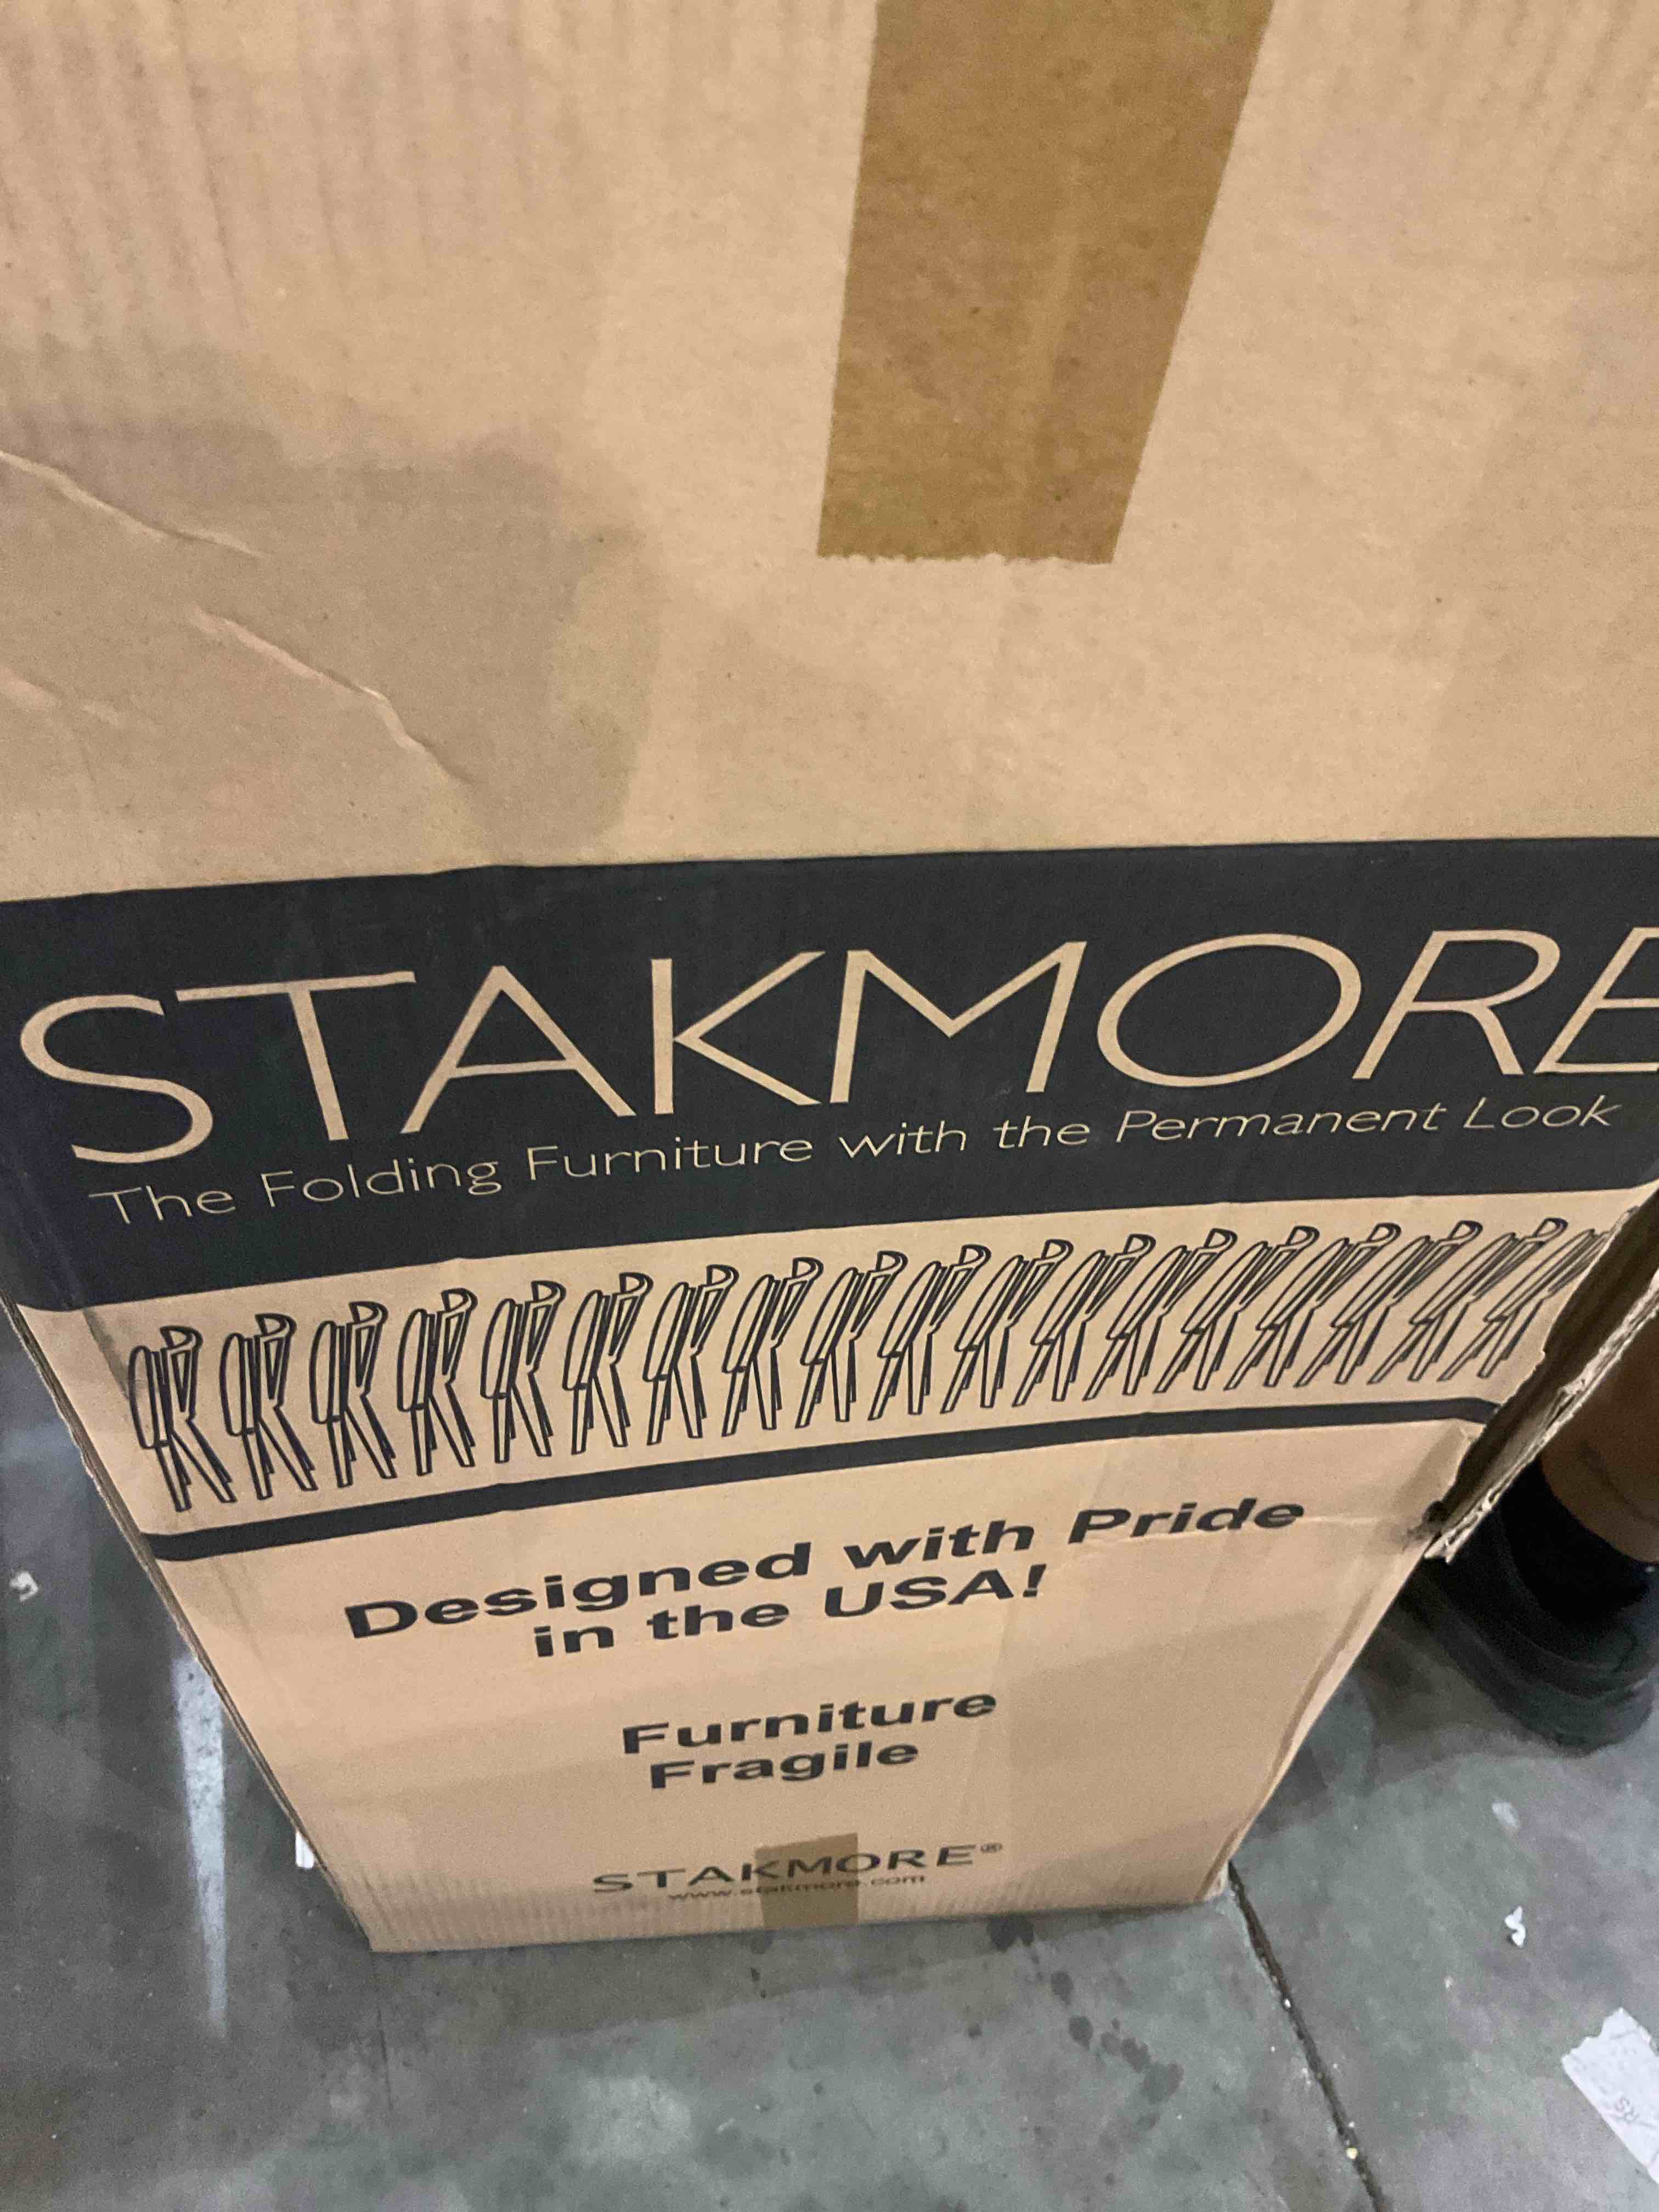 STAKMORE
The Folding Furniture with the Permanent Look
Designed with Pride
in the USA!
Furniture
Fragile
STAKMORE®
www.stakmore.com
RS